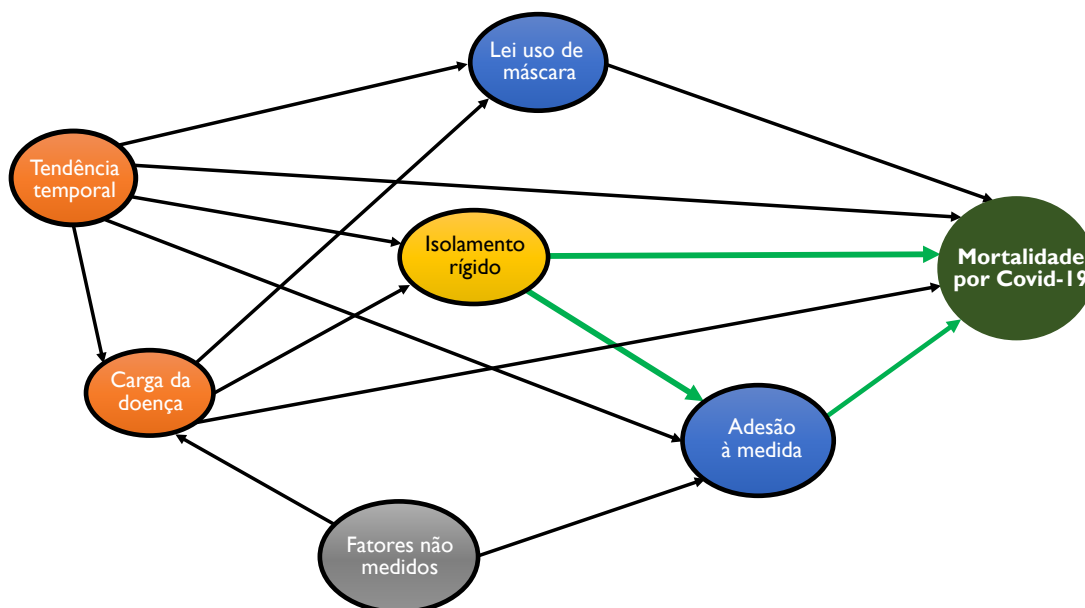 Lei uso de
máscara
Tendência
temporal
Isolamento
rígido
Mortalidade
por Covid-19
Carga da
doença
Adesão
à medida
Fatores não
medidos